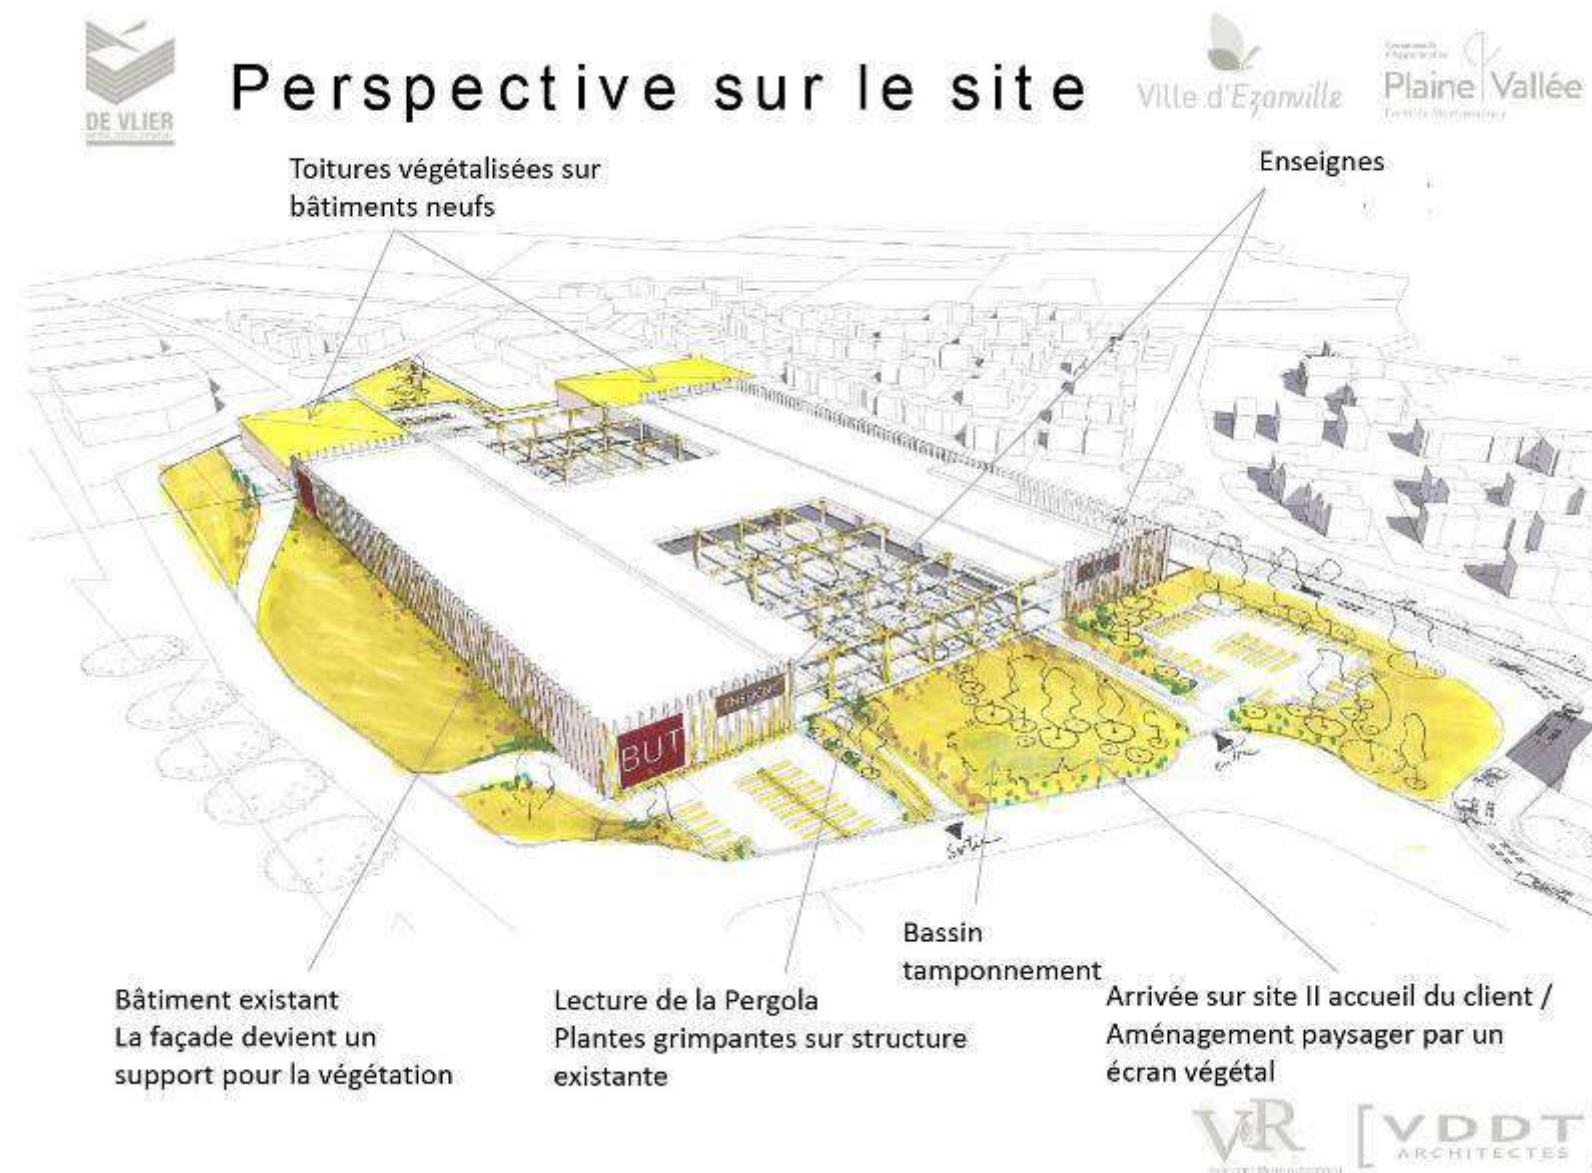 DE VLIER
Perspective sur le site
Ville d'Ezanville
Plaine Vallée
Toitures végétalisées sur
bâtiments neufs
Enseignes
BUT
Entrée
Sortie
Bassin
tamponnement
Bâtiment existant
La façade devient un
support pour la végétation
Lecture de la Pergola
Plantes grimpantes sur structure
existante
Arrivée sur site II accueil du client /
Aménagement paysager par un
écran végétal
V&R
VDDT
ARCHITECTES